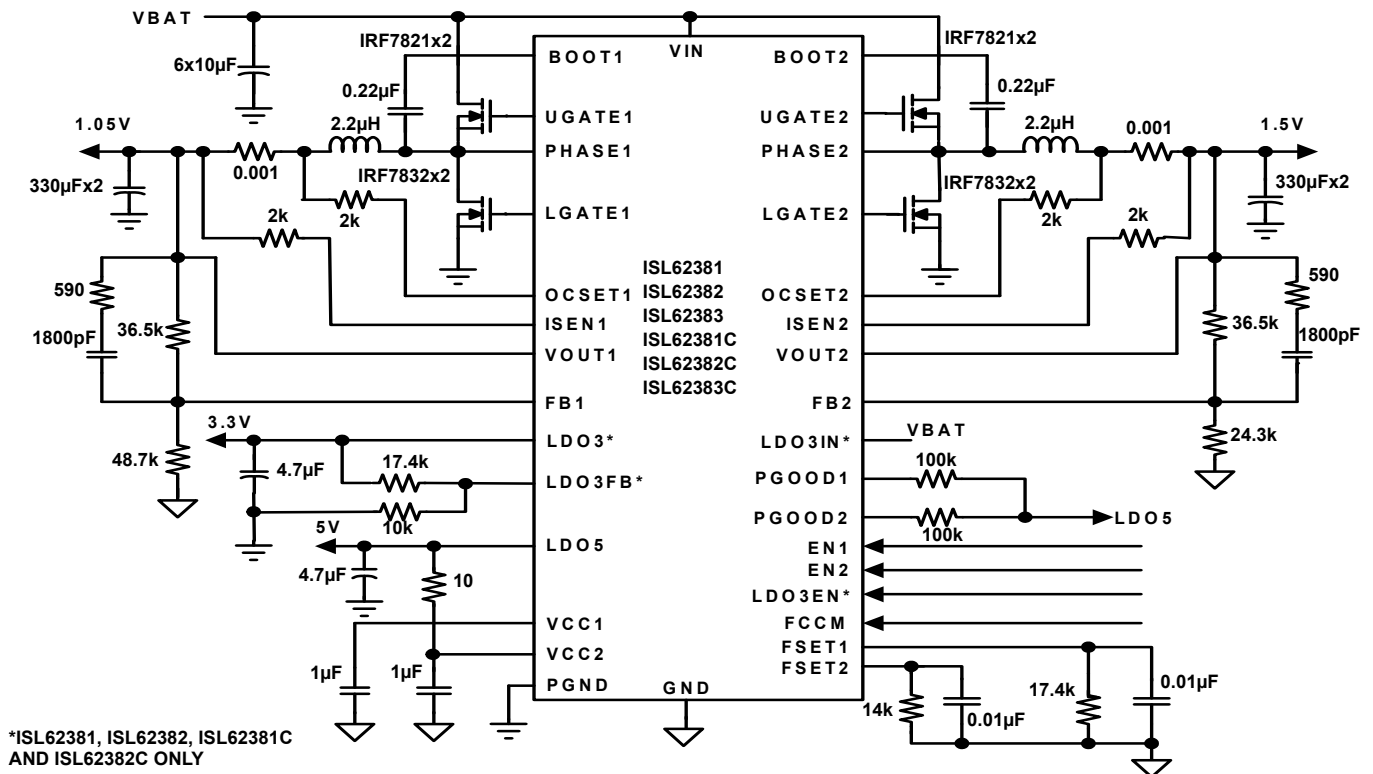 VBAT
IRF7821x2
IRF7821x2
VIN
BOOT1
BOOT2
6x10µF
0.22µF
0.22µF
UGATE1
UGATE2
1.05V
2.2µH
2.2µH
0.001
1.5V
PHASE1
PHASE2
0.001
IRF7832x2
IRF7832x2
330µFx2
330µFx2
2k
2k
LGATE1
LGATE2
2k
2k
ISL62381
ISL62382
ISL62383
ISL62381C
ISL62382C
ISL62383C
590
590
OCSET1
OCSET2
ISEN1
ISEN2
1800pF
36.5k
36.5k
1800pF
VOUT1
VOUT2
FB1
FB2
3.3V
VBAT
LDO3*
LDO3IN*
24.3k
48.7k
4.7µF
17.4k
100k
LDO3FB*
PGOOD1
10k
PGOOD2
LDO5
100k
5V
LDO5
EN1
4.7µF
10
EN2
LDO3EN*
VCC1
FCCM
FSET1
VCC2
FSET2
1µF
1µF
PGND
GND
14k
0.01µF
17.4k
0.01µF
*ISL62381, ISL62382, ISL62381C
AND ISL62382C ONLY